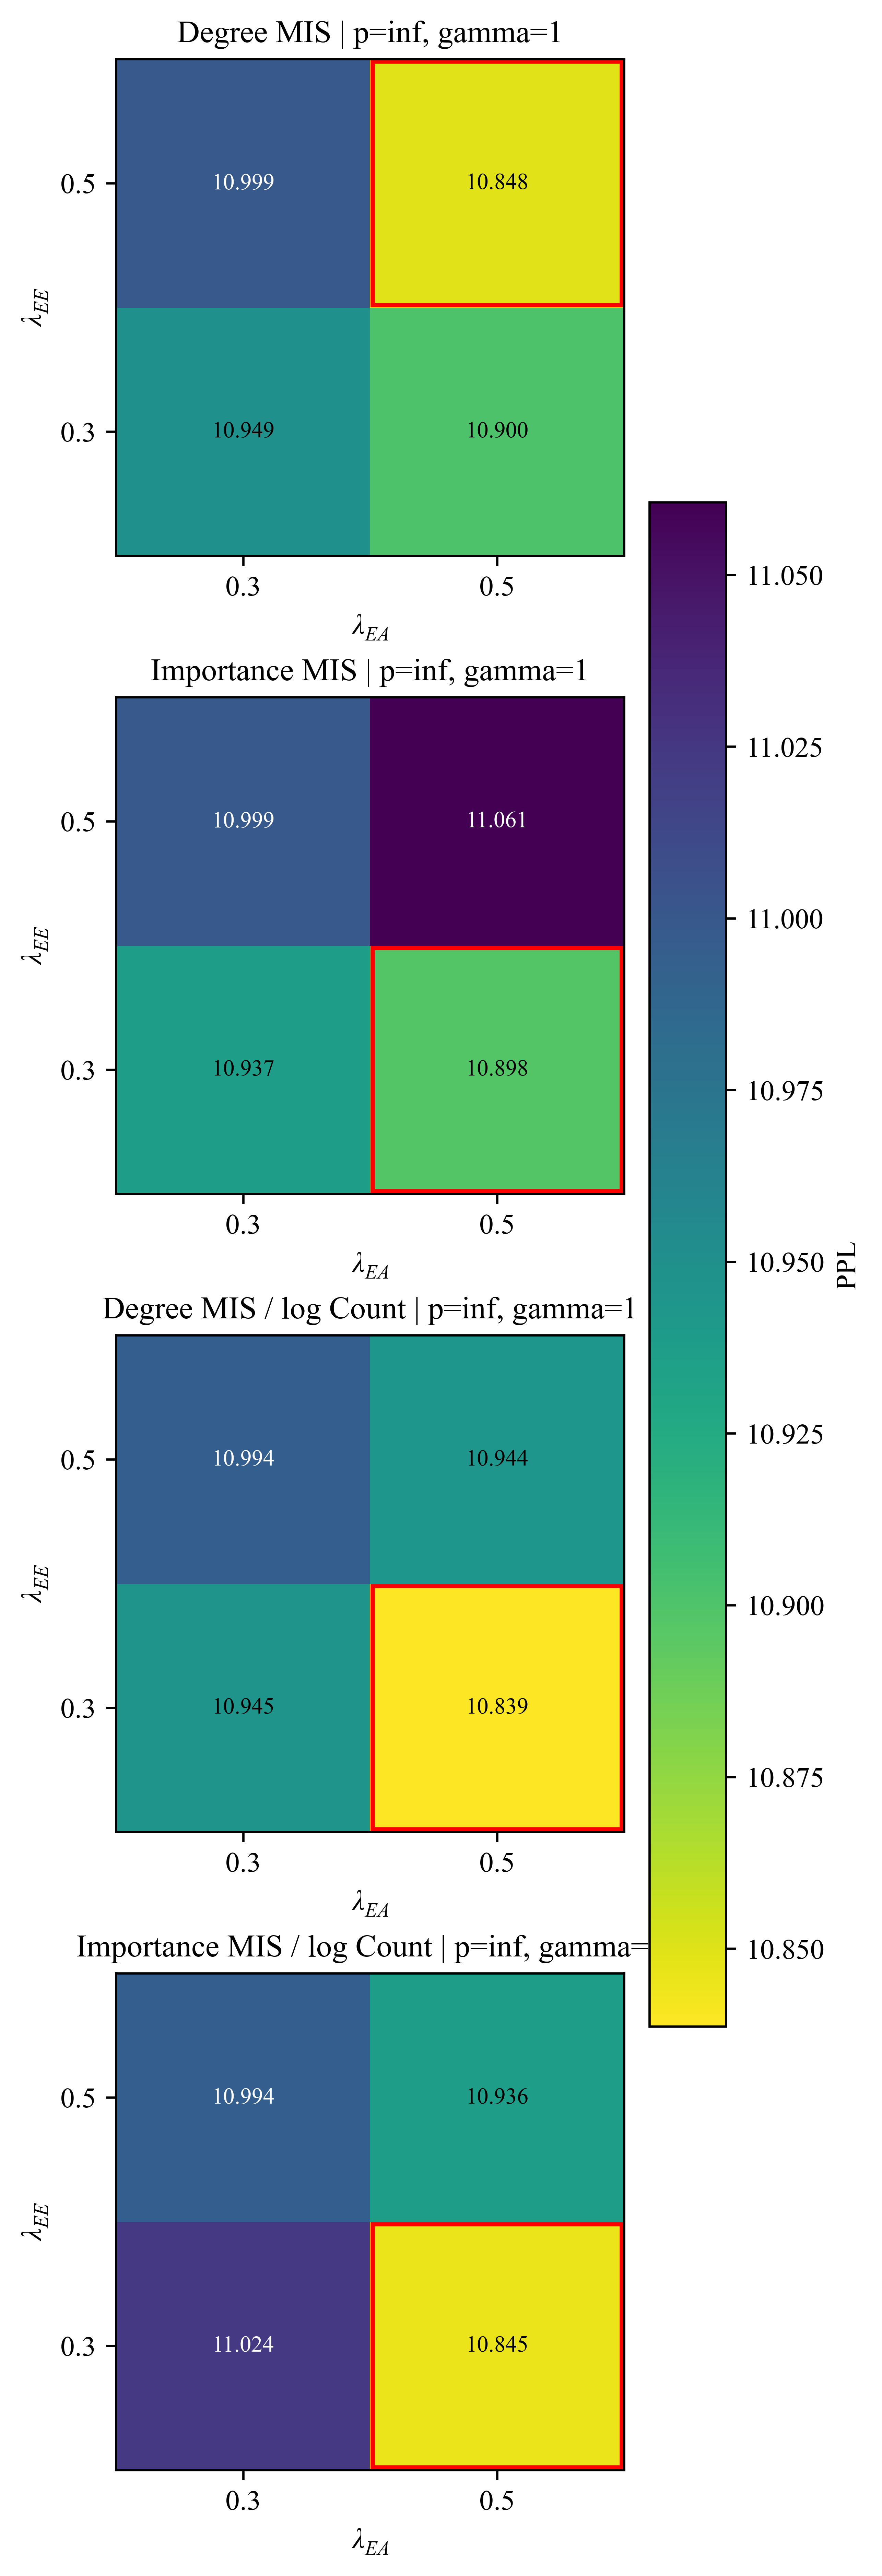 Degree MIS | p=inf, gamma=1
10.999 10.848
10.949 10.900
0.5
0.3
λEE
0.3 0.5
λEA
Importance MIS | p=inf, gamma=1
10.999 11.061
10.937 10.898
0.5
0.3
λEE
0.3 0.5
λEA
Degree MIS / log Count | p=inf, gamma=1
10.994 10.944
10.945 10.839
0.5
0.3
λEE
0.3 0.5
λEA
Importance MIS / log Count | p=inf, gamma=
10.994 10.936
11.024 10.845
0.5
0.3
λEE
0.3 0.5
λEA
11.050
11.025
11.000
10.975
10.950
10.925
10.900
10.875
10.850
PPL